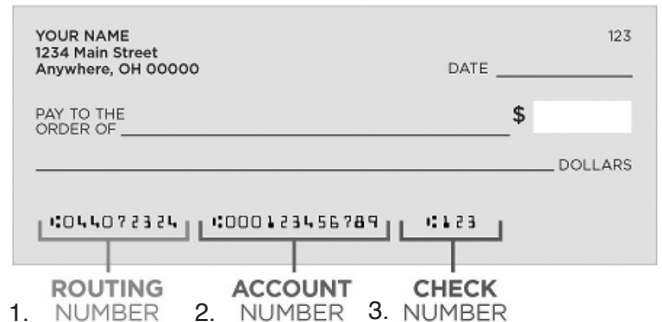 YOUR NAME 123
1234 Main Street
Anywhere, OH 00000 DATE
PAY TO THE
ORDER OF $
DOLLARS
⑆044072324 ⑆000123456789 ⑆123
ROUTING ACCOUNT CHECK
1. NUMBER 2. NUMBER 3. NUMBER